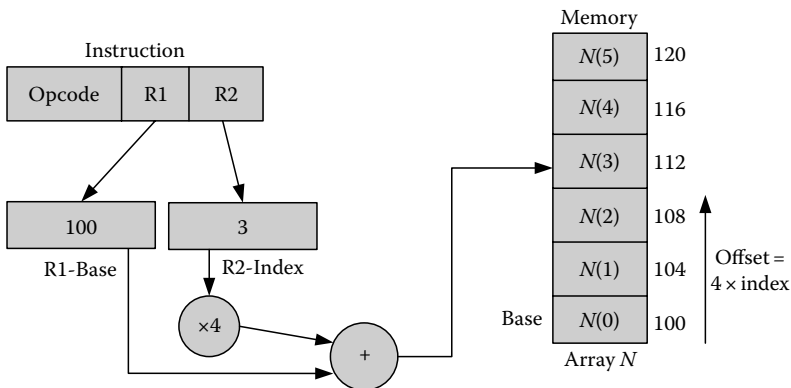 Instruction
Opcode R1 R2
100
3
R1-Base
R2-Index
×4
+
Memory
N(5) 120
N(4) 116
N(3) 112
N(2) 108
N(1) 104
Base N(0) 100
Array N
Offset =
4 × index